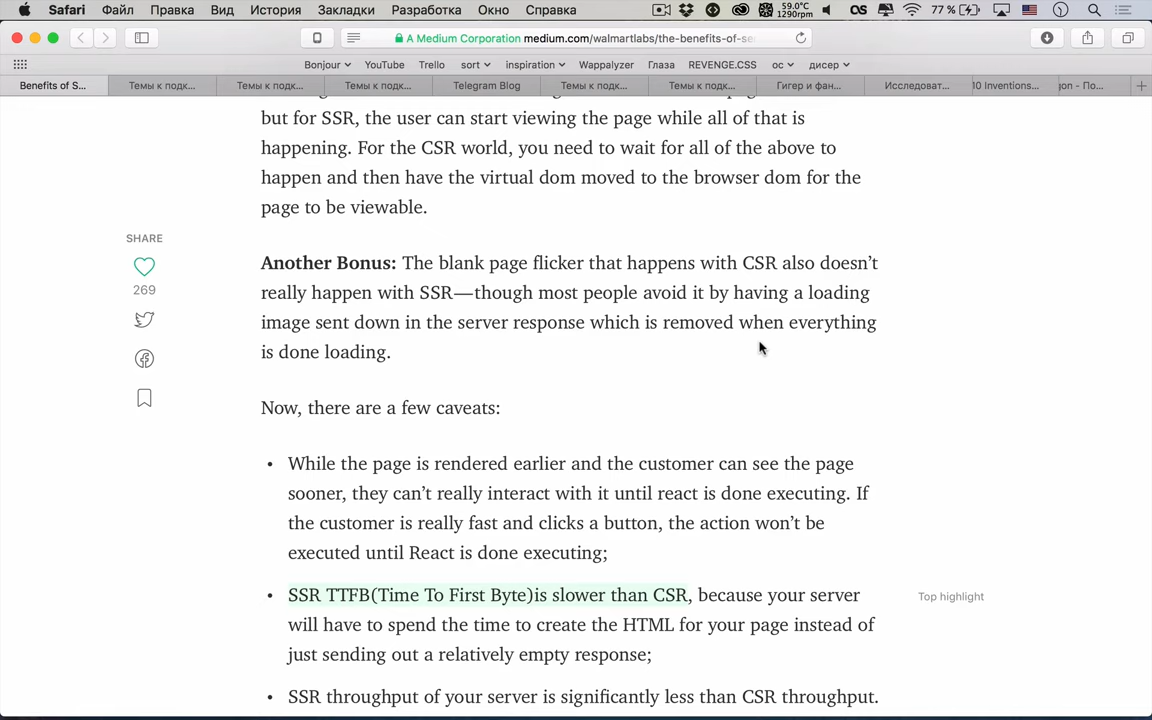 Safari Файл Правка Вид История Закладки Разработка Окно Справка 59.0°C 1290rpm OS 77 %
A Medium Corporation medium.com/walmartlabs/the-benefits-of-se
Bonjour YouTube Trello sort inspiration Wappalyzer Глаза REVENGE.CSS ос дисер
Benefits of S... Темы к подк... Темы к подк... Темы к подк... Telegram Blog Темы к подк... Темы к подк... Гигер и фан... Исследоват... 10 Inventions... gon - По...
but for SSR, the user can start viewing the page while all of that is
happening. For the CSR world, you need to wait for all of the above to
happen and then have the virtual dom moved to the browser dom for the
page to be viewable.
SHARE
269
Another Bonus: The blank page flicker that happens with CSR also doesn’t
really happen with SSR—though most people avoid it by having a loading
image sent down in the server response which is removed when everything
is done loading.
Now, there are a few caveats:
• While the page is rendered earlier and the customer can see the page
sooner, they can’t really interact with it until react is done executing. If
the customer is really fast and clicks a button, the action won’t be
executed until React is done executing;
• SSR TTFB(Time To First Byte)is slower than CSR, because your server
Top highlight
will have to spend the time to create the HTML for your page instead of
just sending out a relatively empty response;
• SSR throughput of your server is significantly less than CSR throughput.